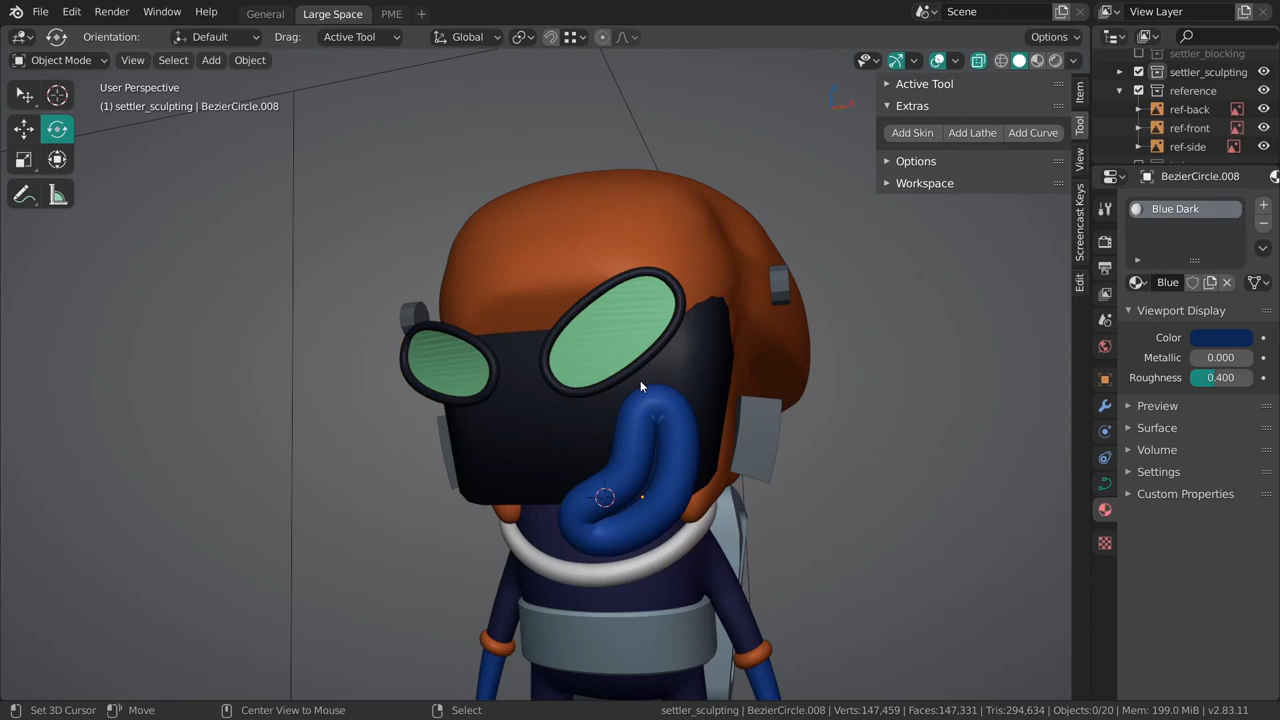 File Edit Render Window Help General Large Space PME + Scene View Layer
Orientation: Default Drag: Active Tool Global Options
Object Mode View Select Add Object
settler_blocking
settler_sculpting
reference
ref-back
ref-front
ref-side
User Perspective
(1) settler_sculpting | BezierCircle.008
Active Tool
Extras
Add Skin Add Lathe Add Curve
Options
Workspace
Item
Tool
View
Screencast Keys
Edit
BezierCircle.008
Blue Dark
Blue
Viewport Display
Color
Metallic 0.000
Roughness 0.400
Preview
Surface
Volume
Settings
Custom Properties
Set 3D Cursor Move Center View to Mouse Select settler_sculpting | BezierCircle.008 | Verts:147,459 | Faces:147,331 | Tris:294,634 | Objects:0/20 | Mem: 199.0 MiB | v2.83.11